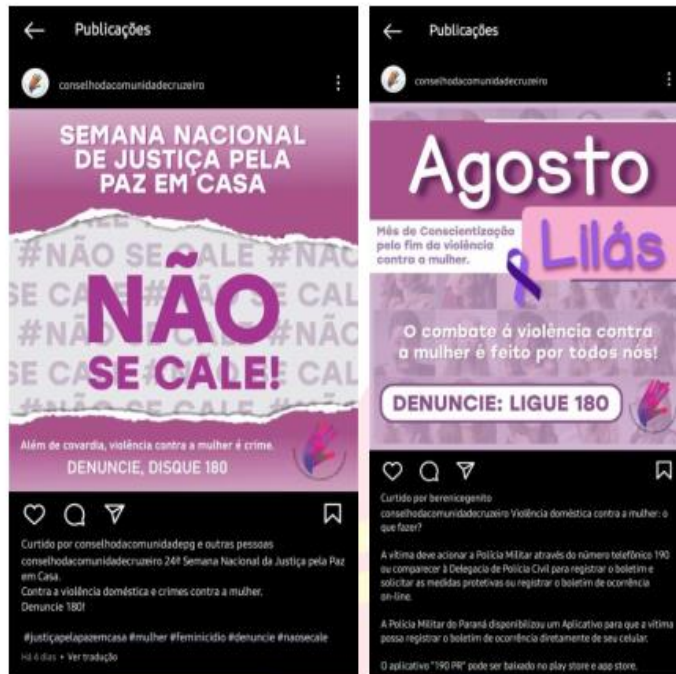 Publicações
conselhodacomunidadecruzeiro
SEMANA NACIONAL
DE JUSTIÇA PELA
PAZ EM CASA
#NÃO SE CALE #NÃO
NÃO
SE CALE!
Além de covardia, violência contra a mulher é crime.
DENUNCIE, DISQUE 180
Curtido por conselhodacomunidadepg e outras pessoas
conselhodacomunidadecruzeiro 24ª Semana Nacional da Justiça pela Paz
em Casa.
Contra a violência doméstica e crimes contra a mulher.
Denuncie 180!
#justiçapelapazemcasa #mulher #feminicidio #denuncie #naosecale
Há 6 dias • Ver tradução
Publicações
conselhodacomunidadecruzeiro
Agosto
Lilás
Mês de Conscientização
pelo fim da violência
contra a mulher.
O combate á violência contra
a mulher é feito por todos nós!
DENUNCIE: LIGUE 180
Curtido por berenicegenito
conselhodacomunidadecruzeiro Violência doméstica contra a mulher: o
que fazer?
A vítima deve acionar a Polícia Militar através do número telefônico 190
ou comparecer à Delegacia de Polícia Civil para registrar o boletim e
solicitar as medidas protetivas ou registrar o boletim de ocorrência
on-line.
A Polícia Militar do Paraná disponibilizou um Aplicativo para que a vítima
possa registrar o boletim de ocorrência diretamente de seu celular.
O aplicativo "190 PR" pode ser baixado no play store e app store.